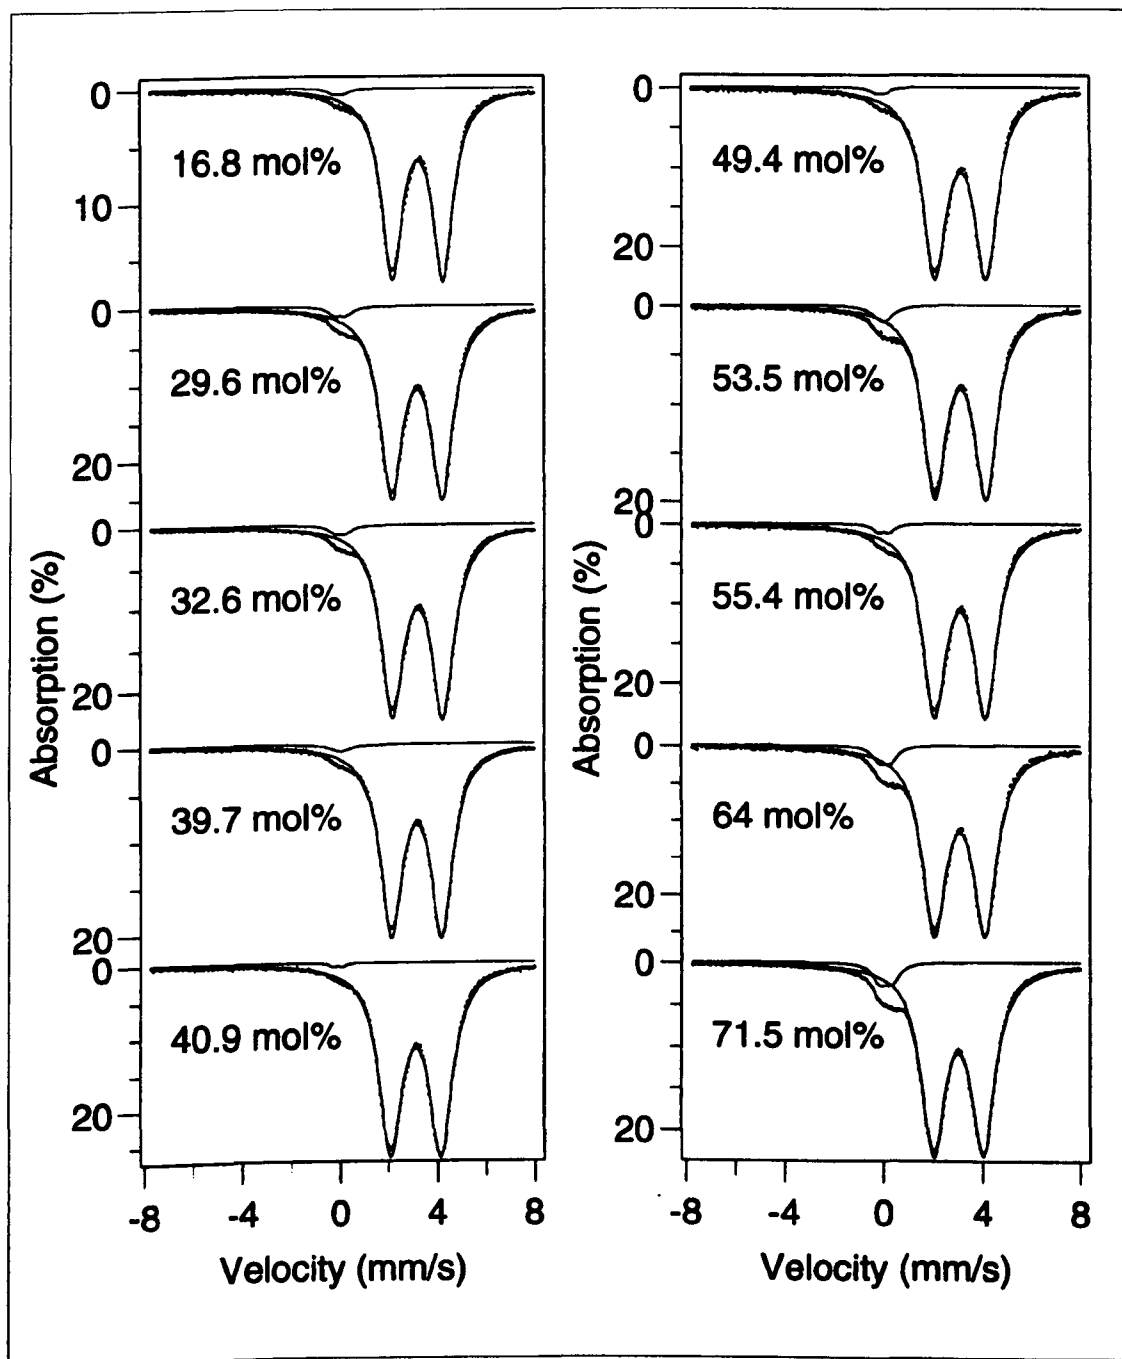 0
10
16.8 mol%
0
20
29.6 mol%
0
20
32.6 mol%
0
20
39.7 mol%
0
20
40.9 mol%
Absorption (%)
-8 -4 0 4 8
Velocity (mm/s)
0
20
49.4 mol%
0
20
53.5 mol%
0
20
55.4 mol%
0
20
64 mol%
0
20
71.5 mol%
Absorption (%)
-8 -4 0 4 8
Velocity (mm/s)